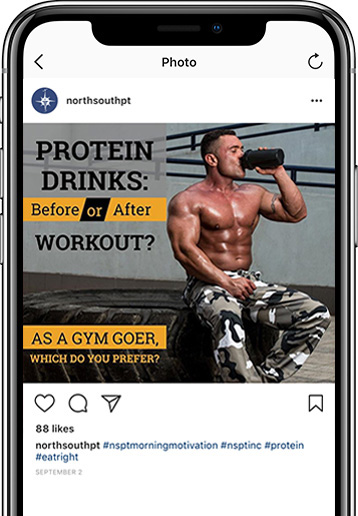 Photo
northsouthpt
PROTEIN
DRINKS:
Before or After
WORKOUT?
AS A GYM GOER,
WHICH DO YOU PREFER?
88 likes
northsouthpt #nsptmorningmotivation #nsptinc #protein
#eatright
SEPTEMBER 2